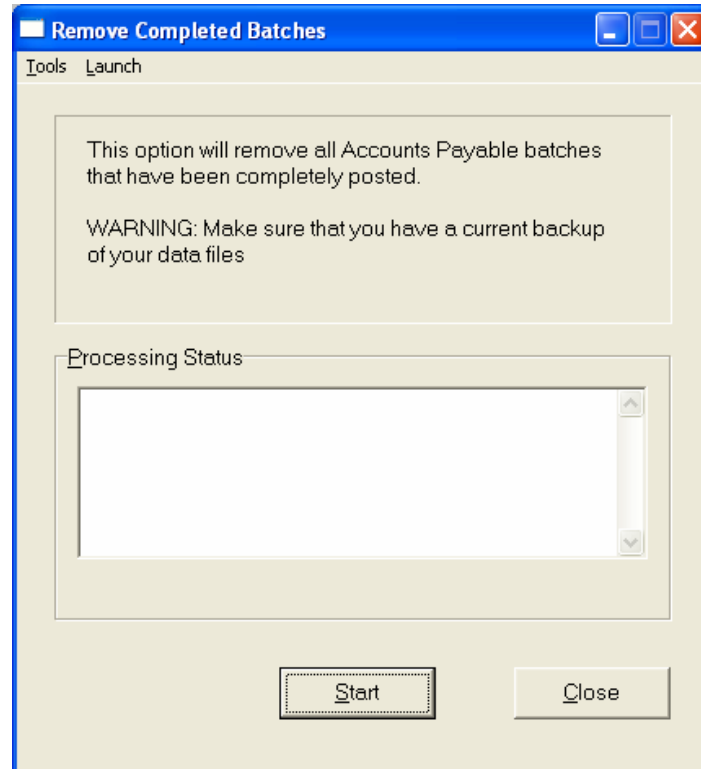 Remove Completed Batches
Tools Launch
This option will remove all Accounts Payable batches
that have been completely posted.
WARNING: Make sure that you have a current backup
of your data files
Processing Status
Start Close